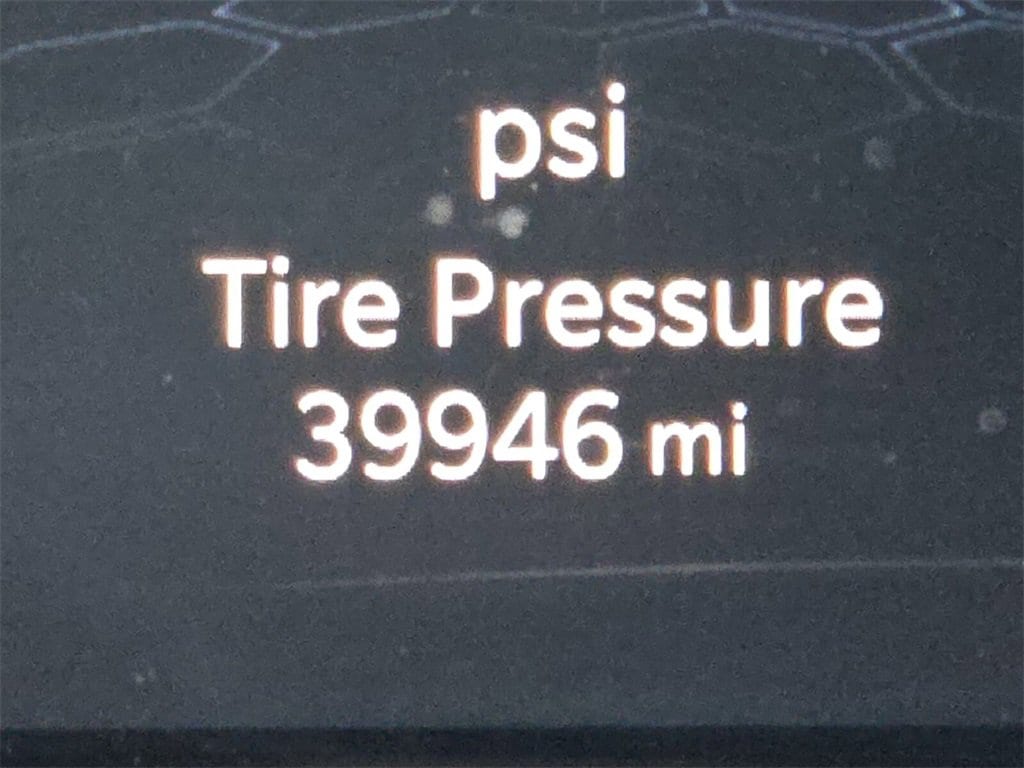 psi
Tire Pressure
39946 mi